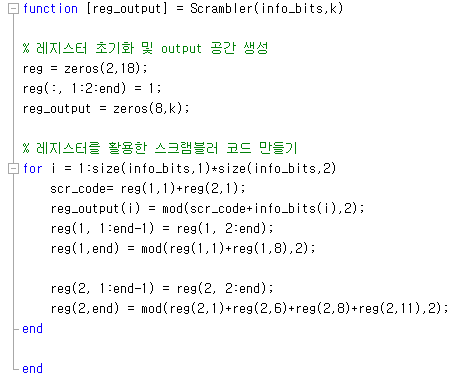 function [reg_output] = Scrambler(info_bits,k)
% 레지스터 초기화 및 output 공간 생성
reg = zeros(2,18);
reg(:, 1:2:end) = 1;
reg_output = zeros(8,k);
% 레지스터를 활용한 스크램블러 코드 만들기
for i = 1:size(info_bits,1)*size(info_bits,2)
scr_code= reg(1,1)+reg(2,1);
reg_output(i) = mod(scr_code+info_bits(i),2);
reg(1, 1:end-1) = reg(1, 2:end);
reg(1,end) = mod(reg(1,1)+reg(1,8),2);
reg(2, 1:end-1) = reg(2, 2:end);
reg(2,end) = mod(reg(2,1)+reg(2,6)+reg(2,8)+reg(2,11),2);
end
end